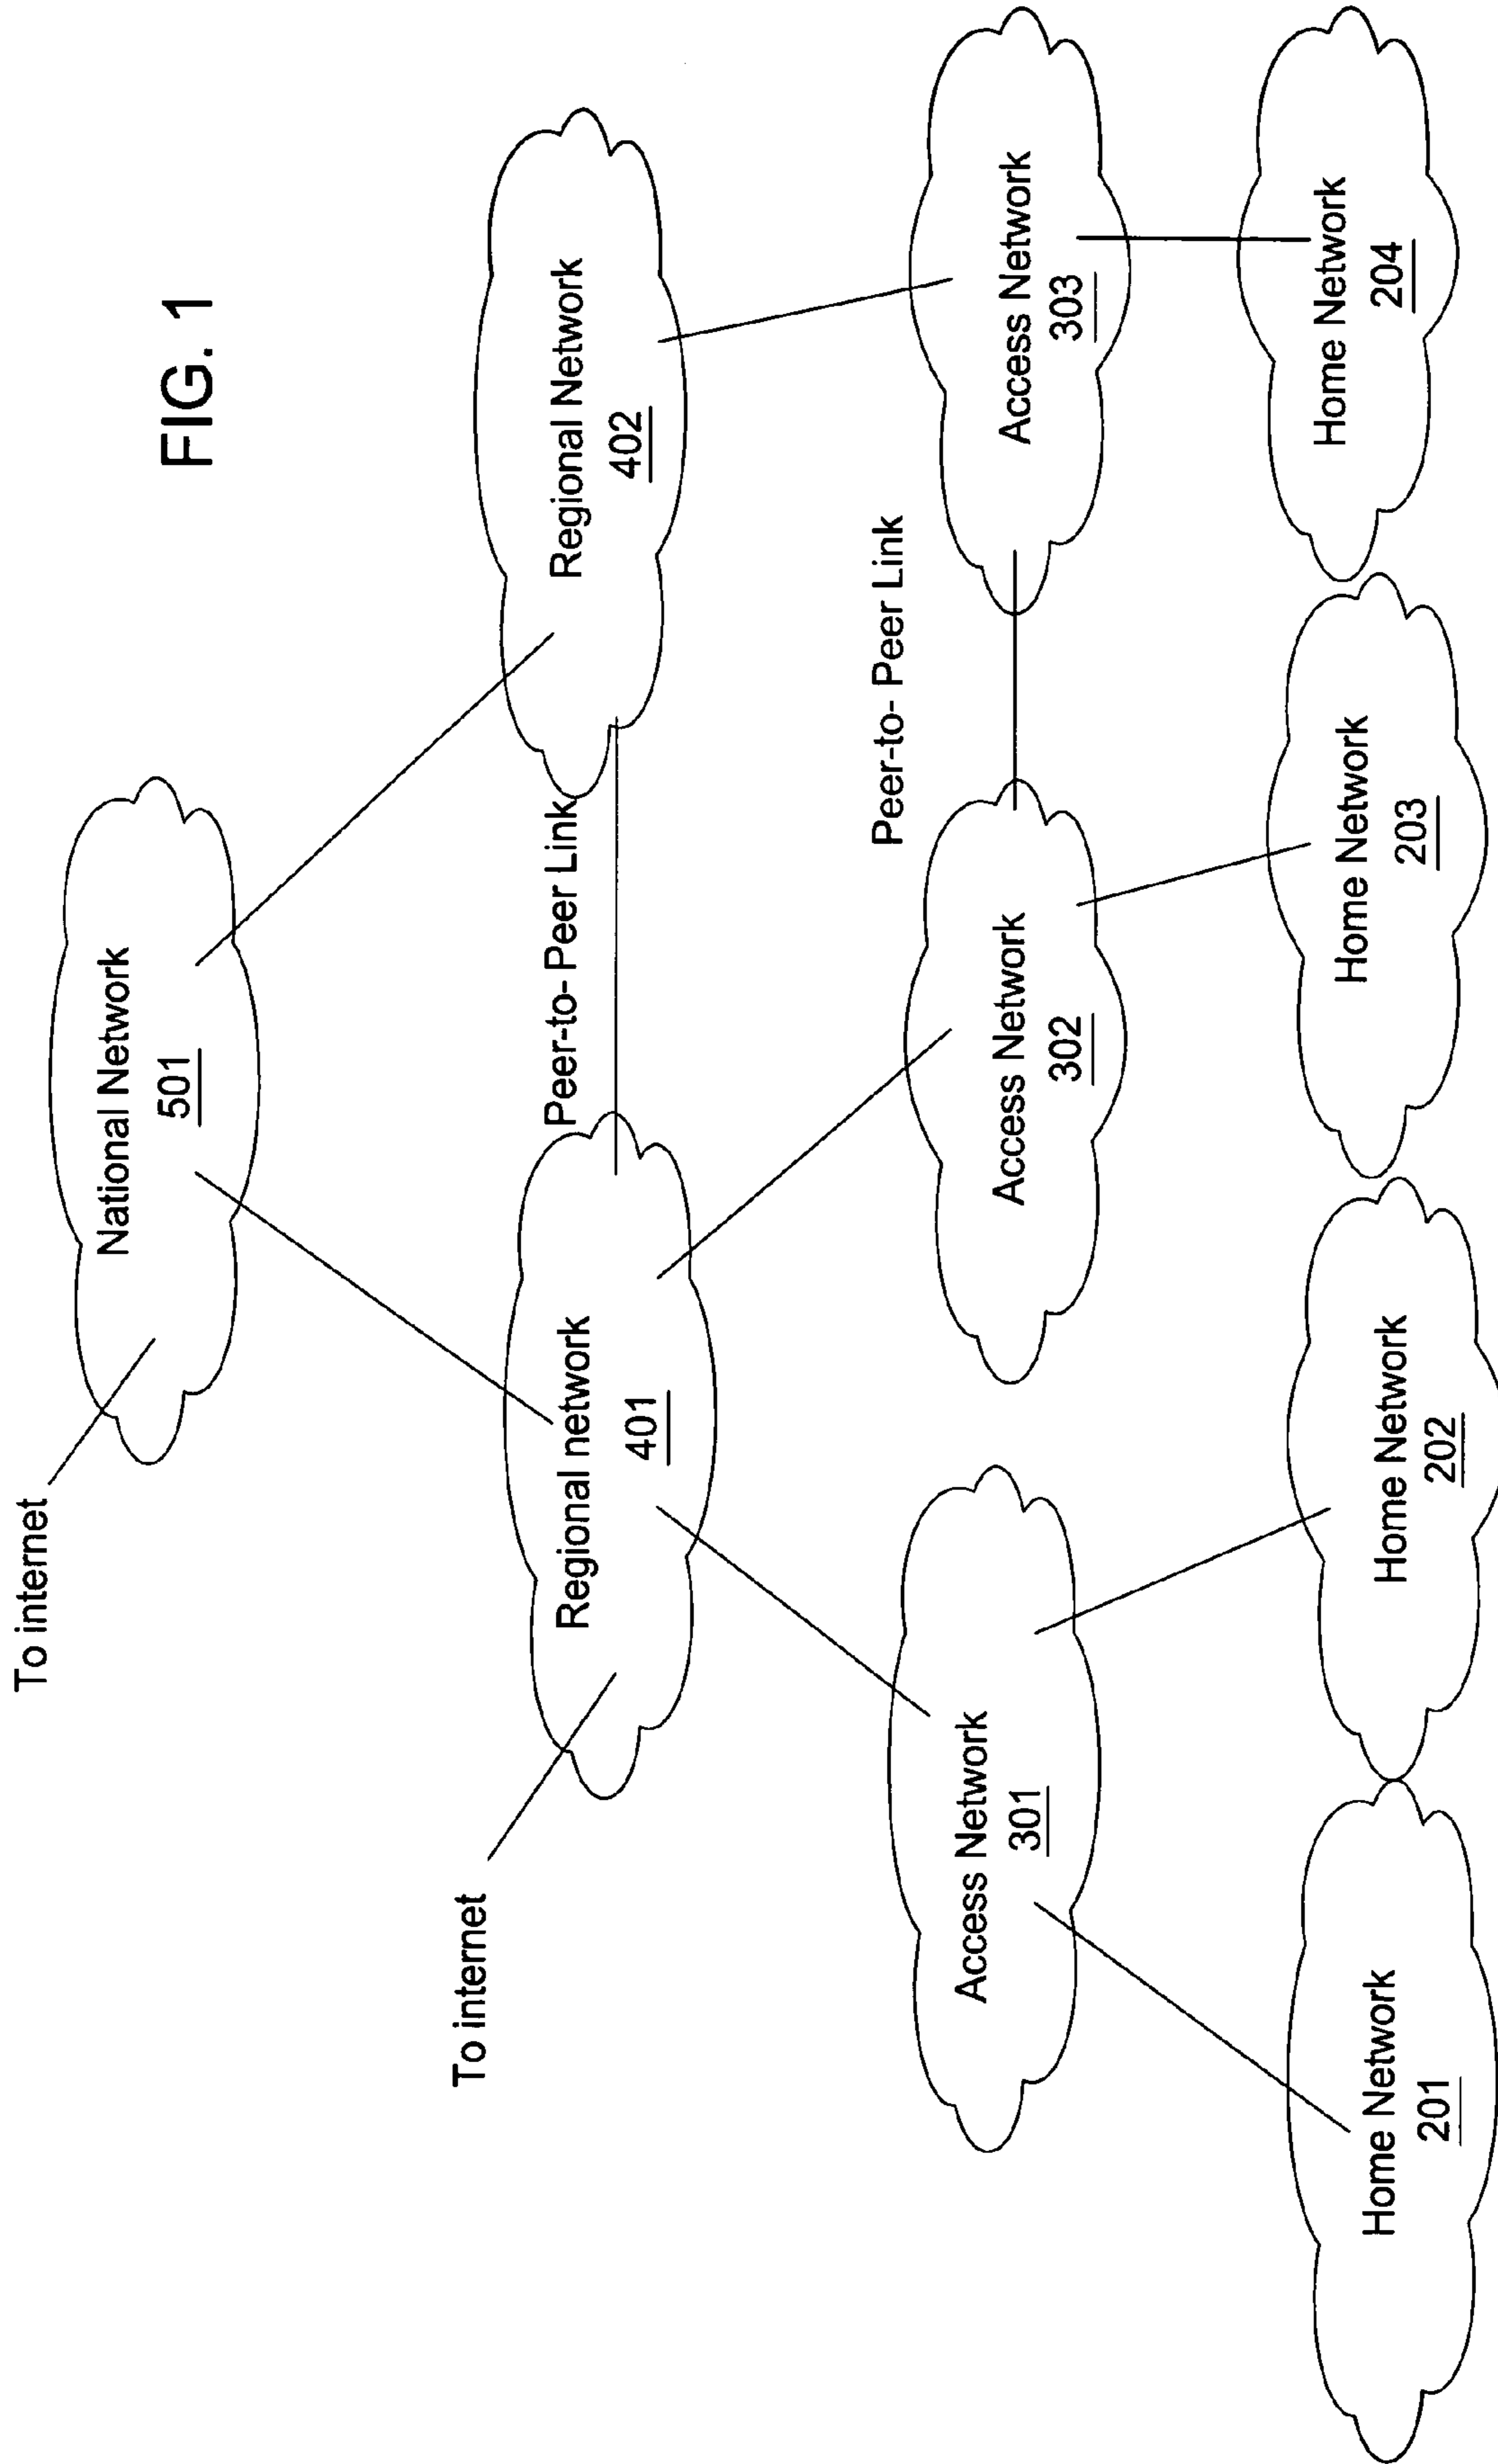 FIG. 1
To internet
National Network
501
To internet
Regional network
401
Peer-to- Peer Link
Regional Network
402
Access Network
301
Access Network
302
Peer-to- Peer Link
Access Network
303
Home Network
201
Home Network
202
Home Network
203
Home Network
204